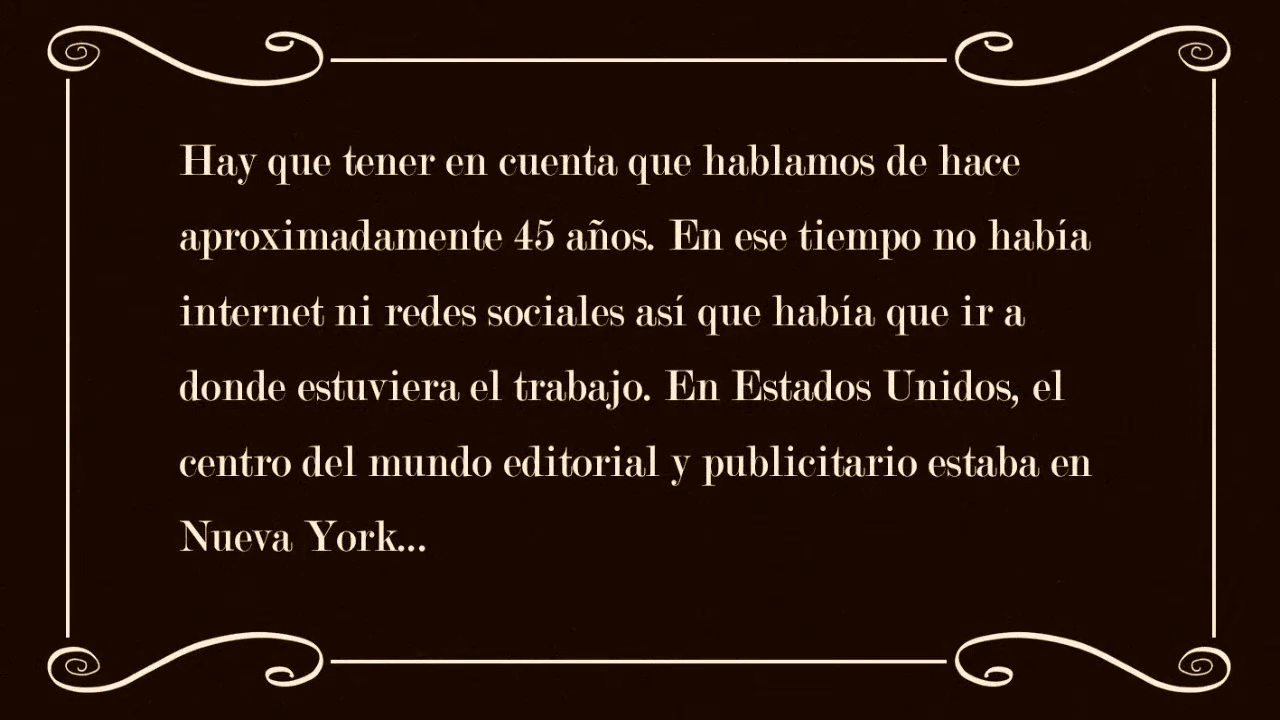 Hay que tener en cuenta que hablamos de hace
aproximadamente 45 años. En ese tiempo no había
internet ni redes sociales así que había que ir a
donde estuviera el trabajo. En Estados Unidos, el
centro del mundo editorial y publicitario estaba en
Nueva York...